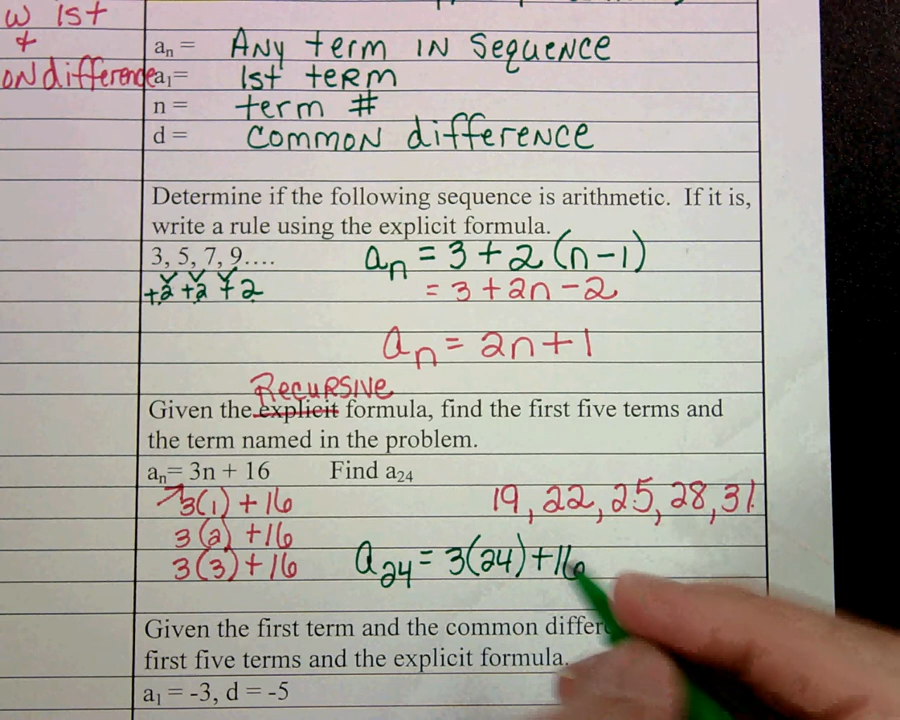 w 1st
+
ondifference
an = Any term in sequence
a1= 1st term
n = term #
d = common difference
Determine if the following sequence is arithmetic. If it is,
write a rule using the explicit formula.
3, 5, 7, 9…. an = 3 + 2 (n-1)
+2 +2 +2 = 3 + 2n - 2
an = 2n + 1
Recursive
Given the explicit formula, find the first five terms and
the term named in the problem.
an= 3n + 16 Find a24
3(1) + 16 19, 22, 25, 28, 31
3(2) + 16
3(3) + 16 a24 = 3(24) + 16
Given the first term and the common differ
first five terms and the explicit formula.
a1 = -3, d = -5